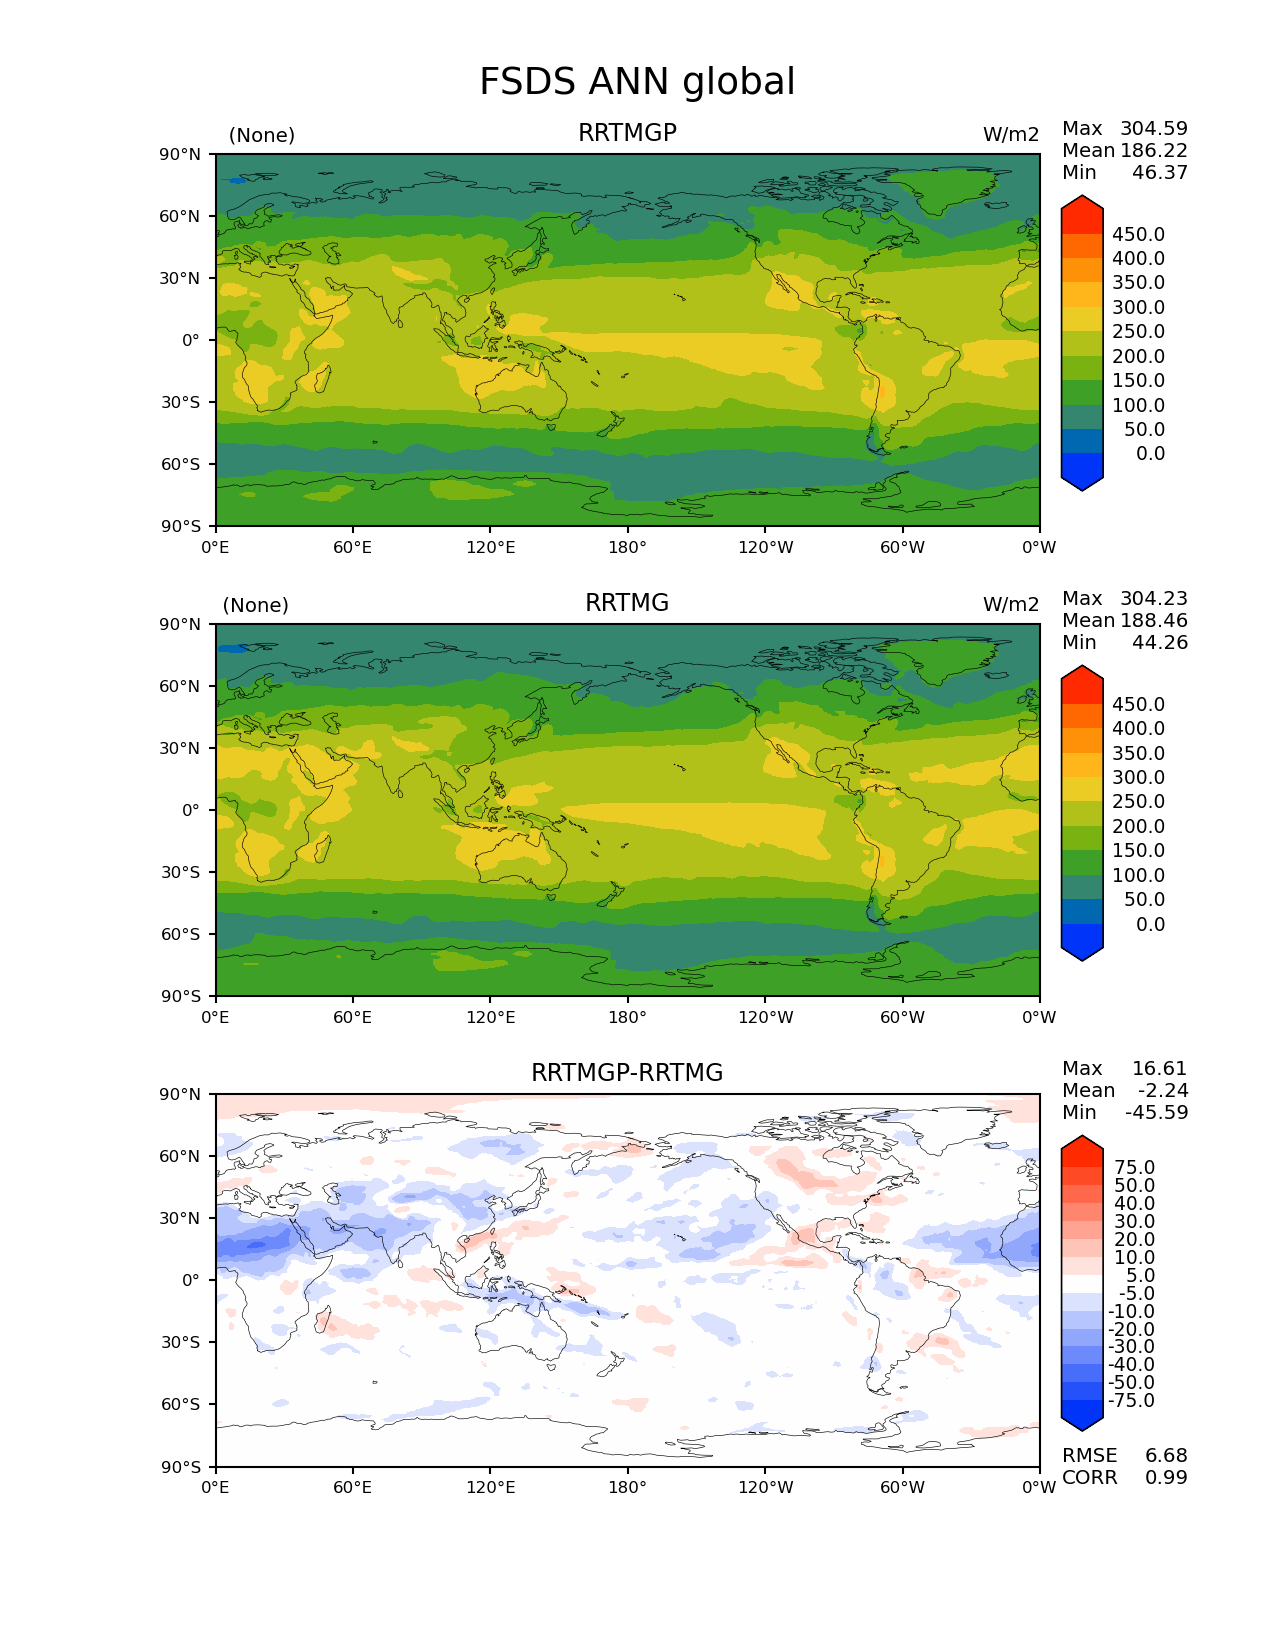 FSDS ANN global
(None) RRTMGP W/m2
Max 304.59
Mean 186.22
Min 46.37
90°N
60°N
30°N
0°
30°S
60°S
90°S
0°E 60°E 120°E 180° 120°W 60°W 0°W
450.0
400.0
350.0
300.0
250.0
200.0
150.0
100.0
50.0
0.0
(None) RRTMG W/m2
Max 304.23
Mean 188.46
Min 44.26
90°N
60°N
30°N
0°
30°S
60°S
90°S
0°E 60°E 120°E 180° 120°W 60°W 0°W
450.0
400.0
350.0
300.0
250.0
200.0
150.0
100.0
50.0
0.0
RRTMGP-RRTMG
Max 16.61
Mean -2.24
Min -45.59
90°N
60°N
30°N
0°
30°S
60°S
90°S
0°E 60°E 120°E 180° 120°W 60°W 0°W
75.0
50.0
40.0
30.0
20.0
10.0
5.0
-5.0
-10.0
-20.0
-30.0
-40.0
-50.0
-75.0
RMSE 6.68
CORR 0.99